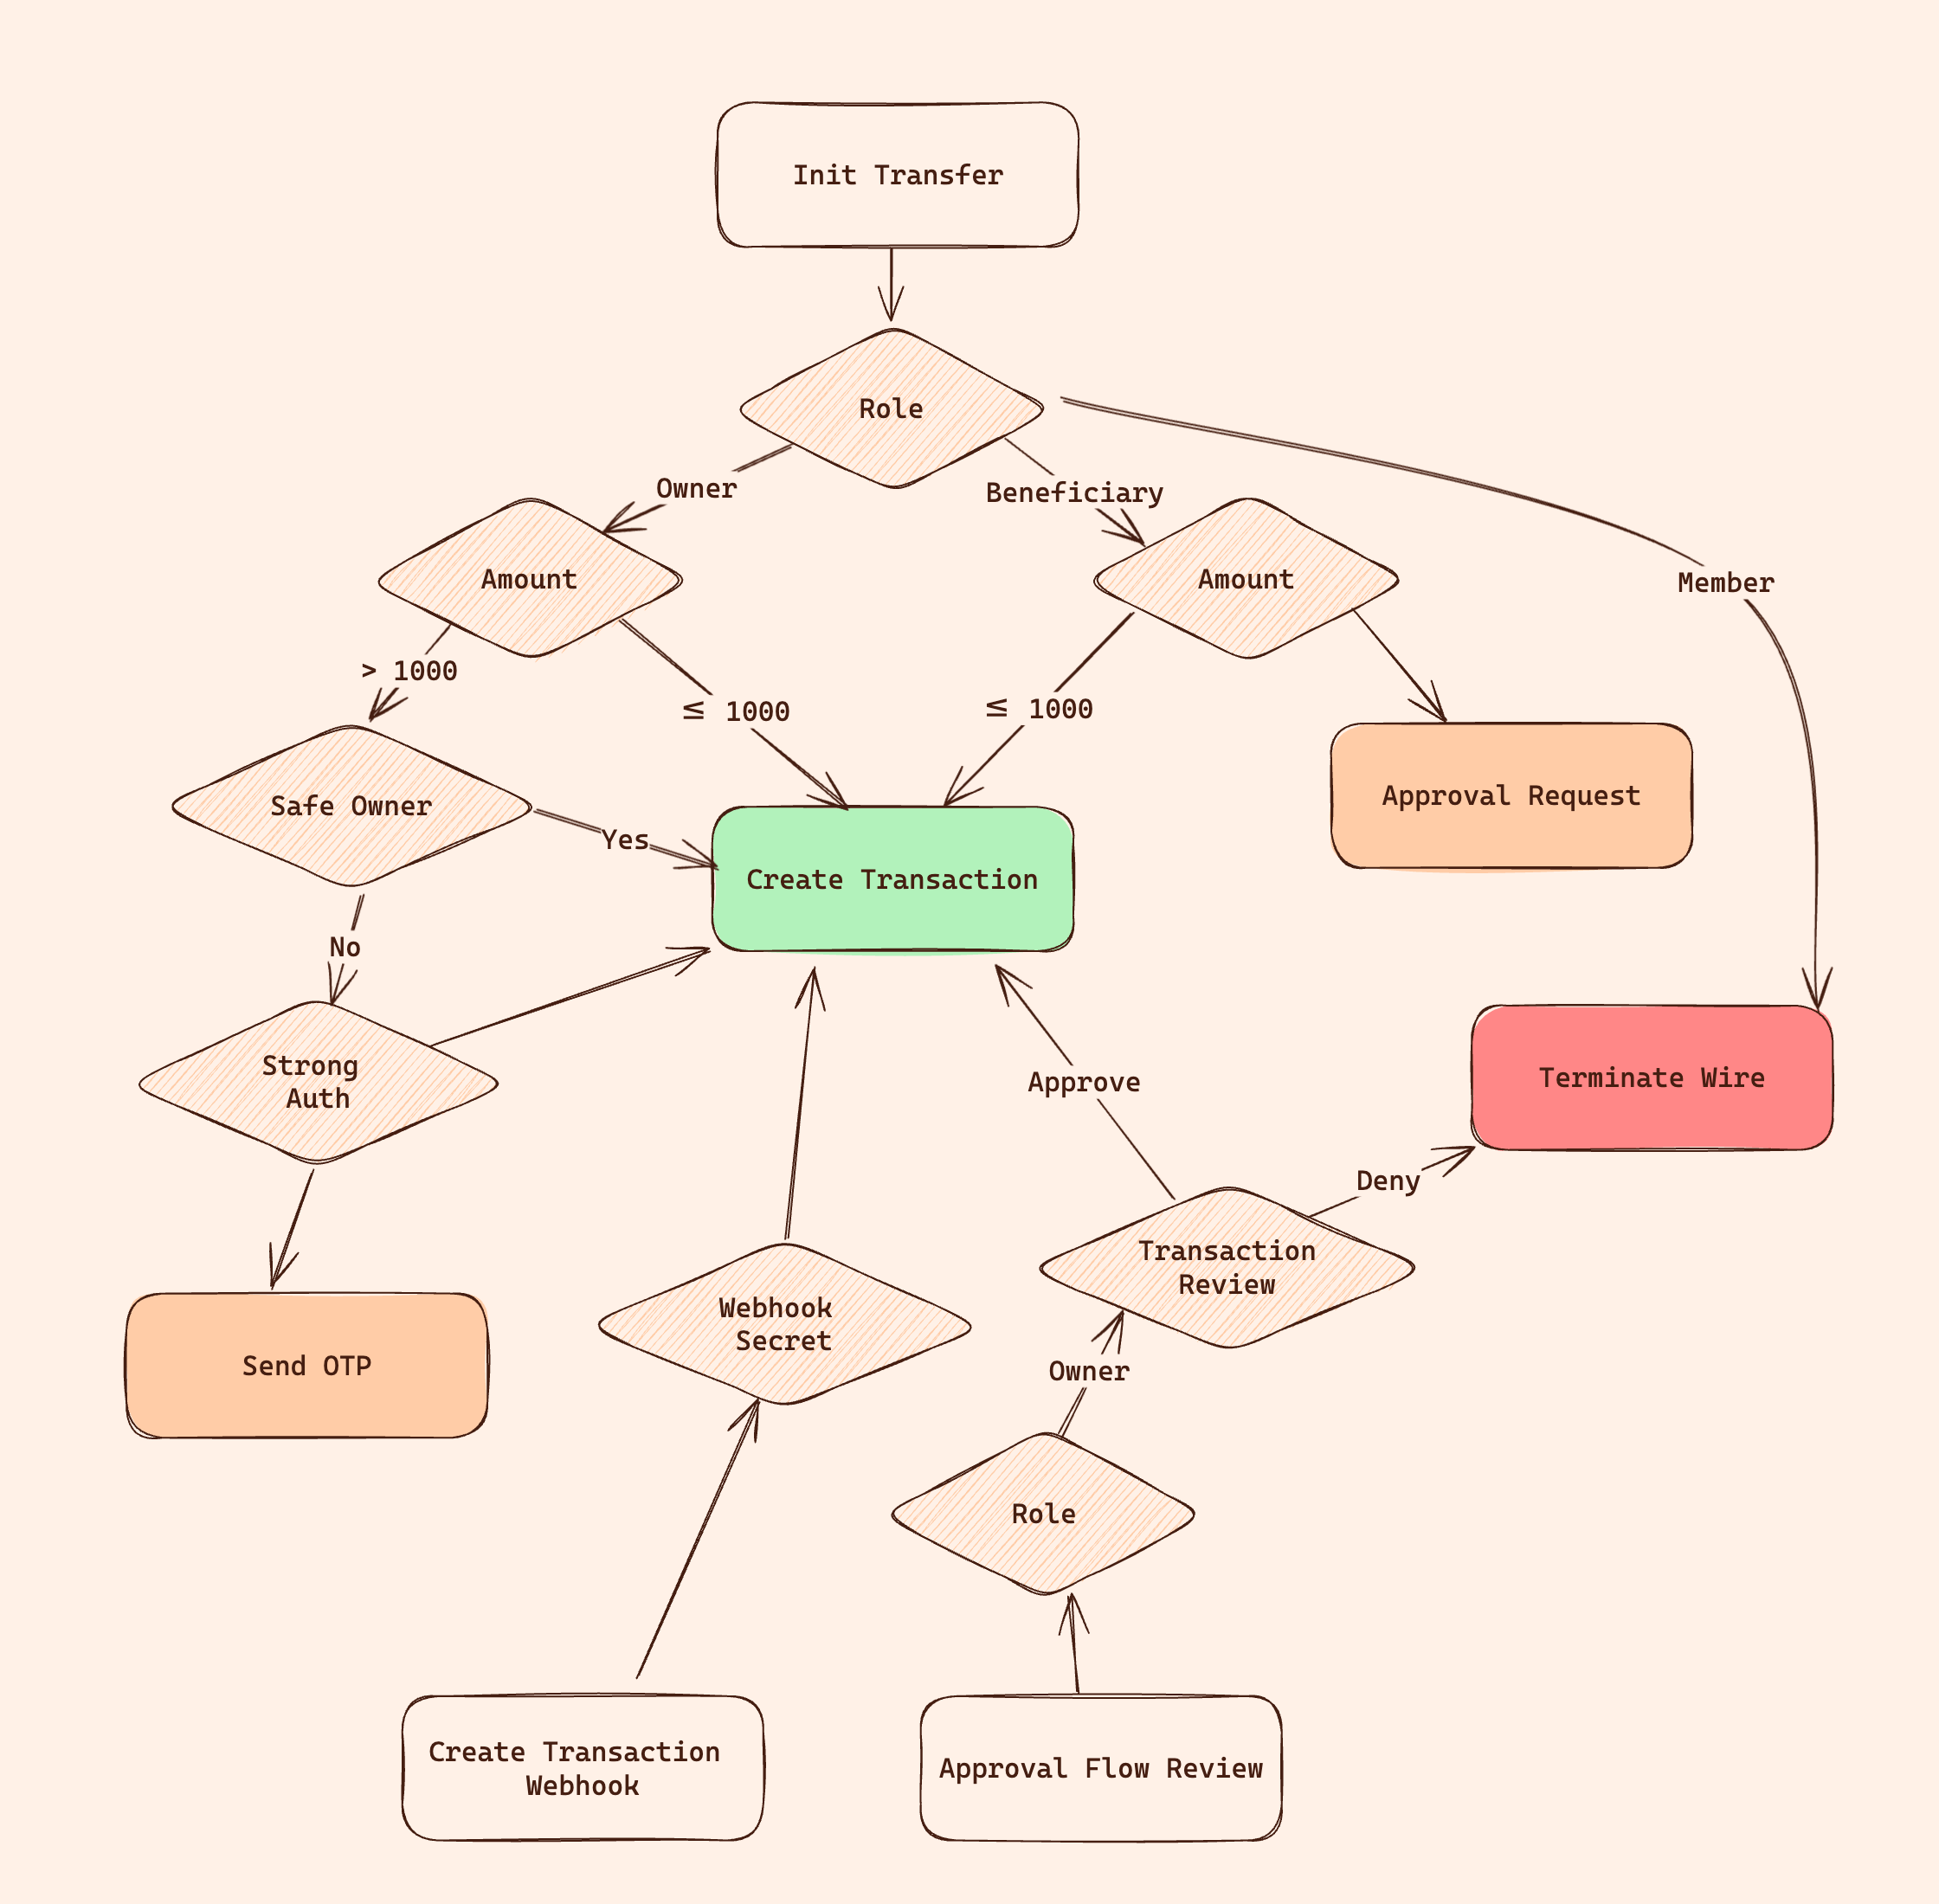 Init Transfer
Role
Owner
Beneficiary
Amount
Amount
Member
> 1000
≤ 1000
≤ 1000
Safe Owner
Approval Request
Yes
Create Transaction
No
Strong
Auth
Approve
Terminate Wire
Deny
Transaction
Review
Webhook
Secret
Send OTP
Owner
Role
Create Transaction
Webhook
Approval Flow Review